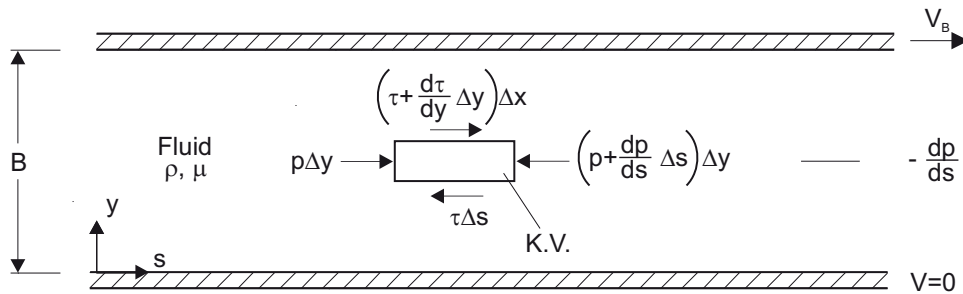 V_B
(τ + dτ/dy Δy)Δx
B
Fluid
ρ, μ
pΔy
(p + dp/ds Δs)Δy
- dp/ds
y
τΔs
K.V.
s
V=0